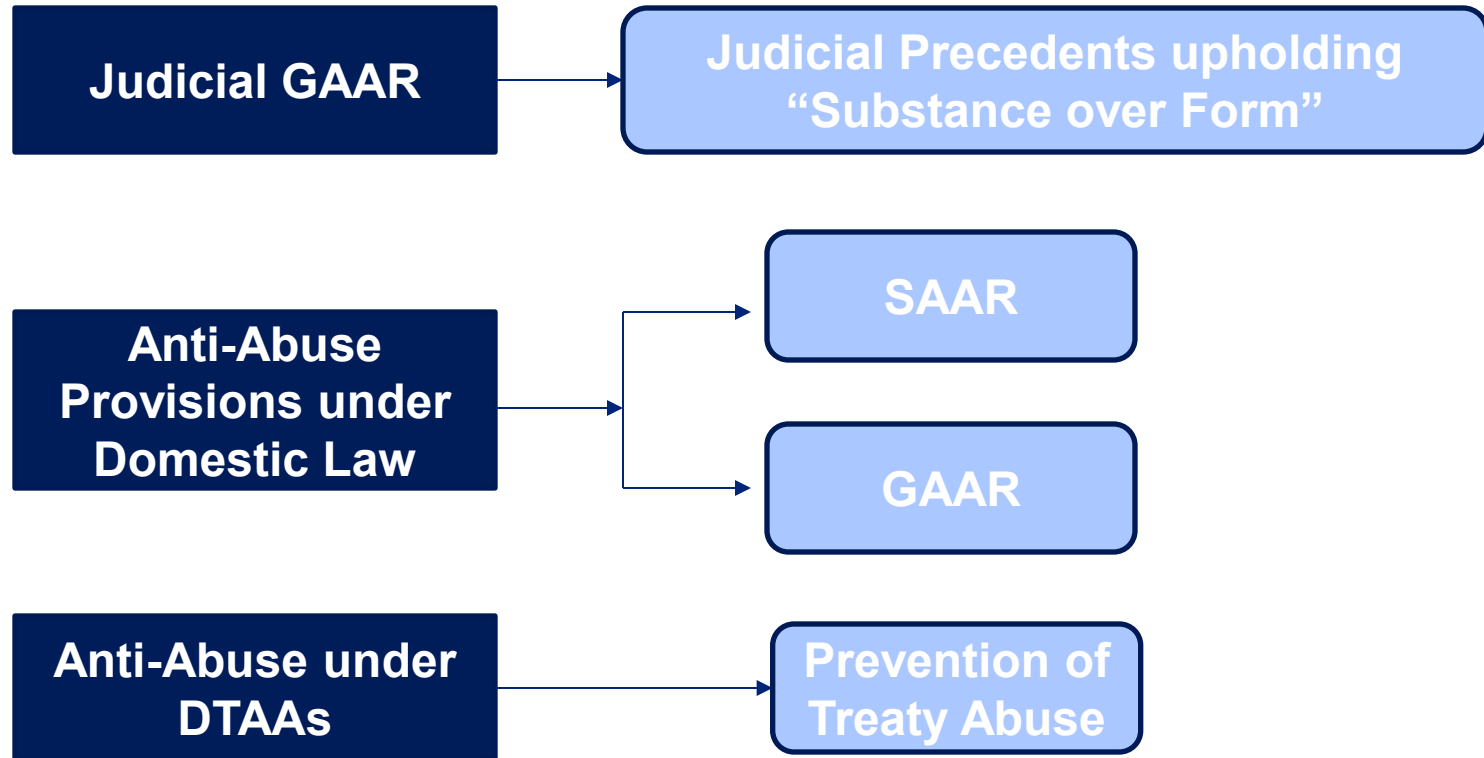 Judicial GAAR
Judicial Precedents upholding
“Substance over Form”
Anti-Abuse
Provisions under
Domestic Law
SAAR
GAAR
Anti-Abuse under
DTAAs
Prevention of
Treaty Abuse